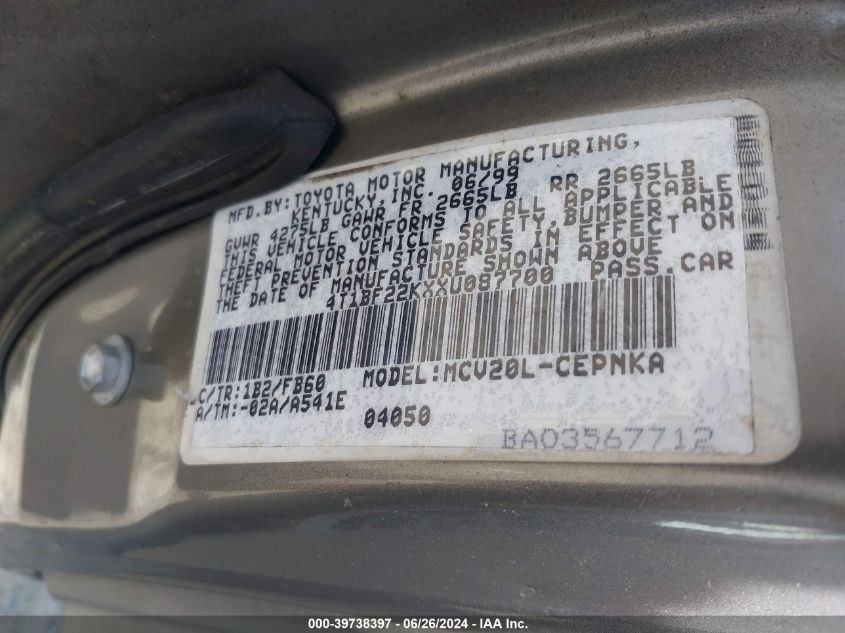 MFD.BY:TOYOTA MOTOR MANUFACTURING,
KENTUCKY,INC. 06/99
GVWR 4275LB GAWR FR 2665LB RR 2665LB
THIS VEHICLE CONFORMS TO ALL APPLICABLE
FEDERAL MOTOR VEHICLE SAFETY,BUMPER AND
THEFT PREVENTION STANDARDS IN EFFECT ON
THE DATE OF MANUFACTURE SHOWN ABOVE
4T1BF22KXXU087700 PASS.CAR
C/TR:1B2/FB60 MODEL:MCV20L-CEPNKA
A/TM:-02A/A541E 04050
BA03567712
000-39738397 - 06/26/2024 - IAA Inc.